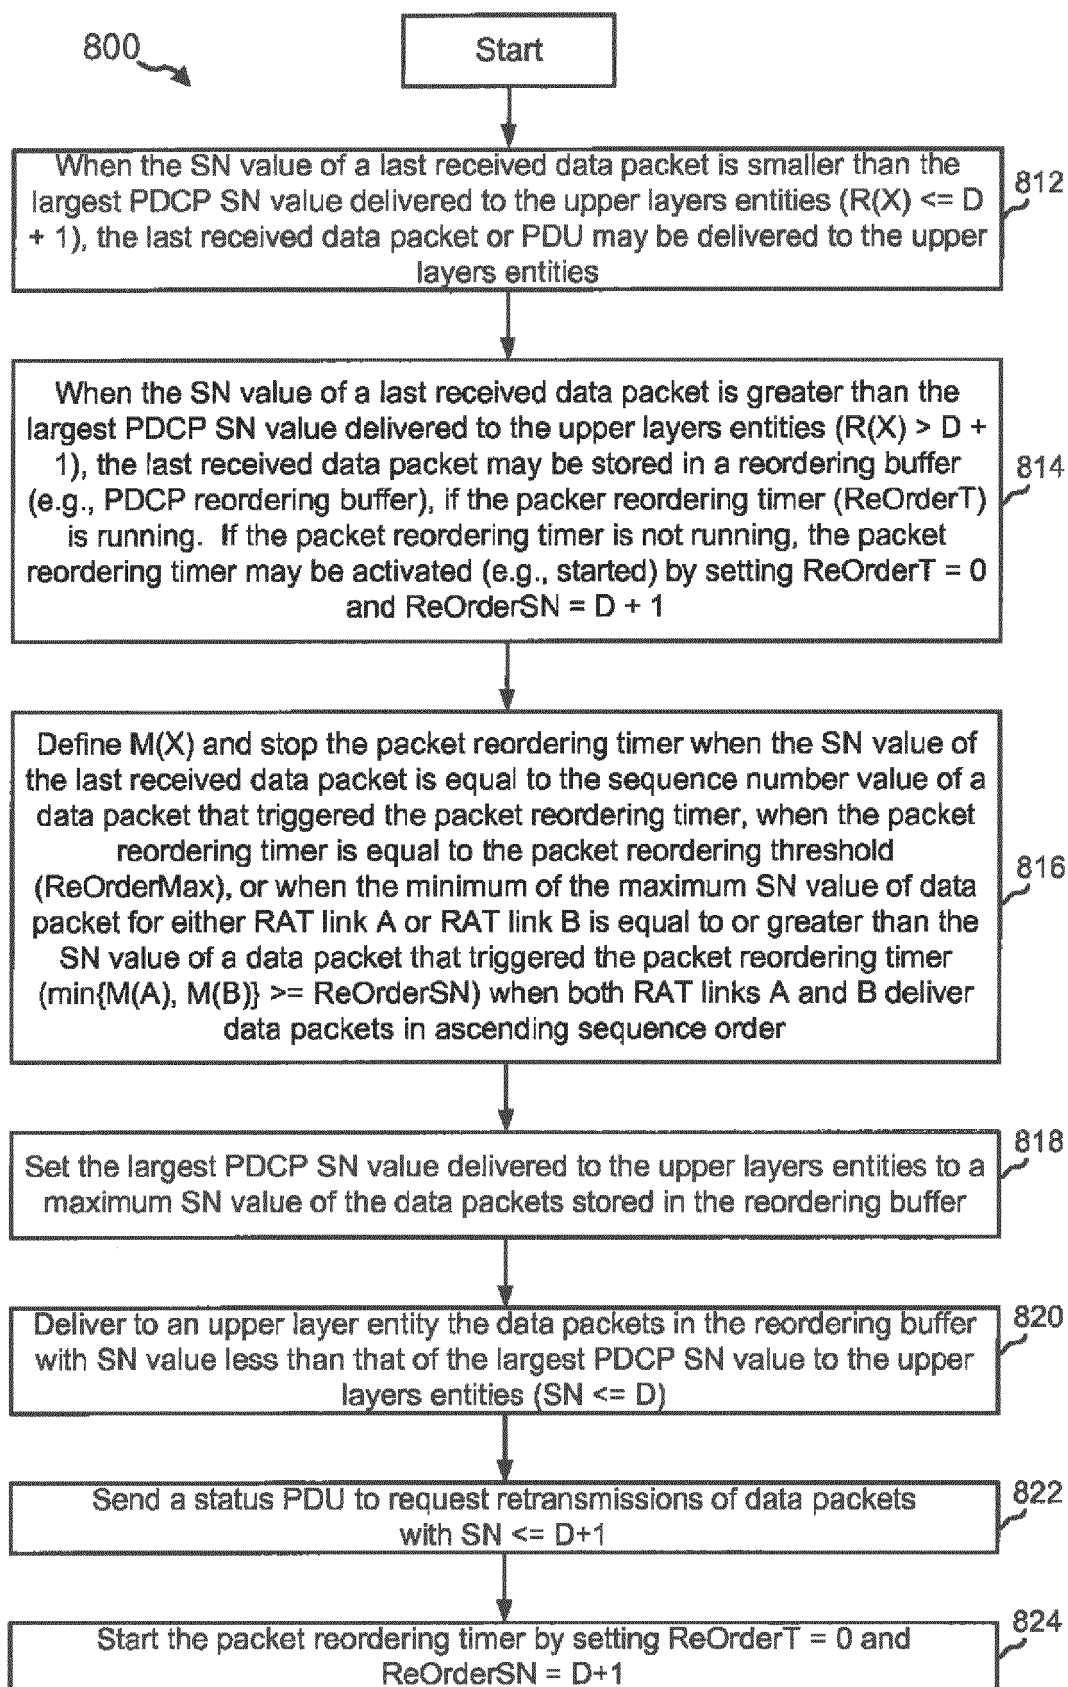 800
Start
When the SN value of a last received data packet is smaller than the
largest PDCP SN value delivered to the upper layers entities (R(X) <= D
+ 1), the last received data packet or PDU may be delivered to the upper
layers entities
812
When the SN value of a last received data packet is greater than the
largest PDCP SN value delivered to the upper layers entities (R(X) > D +
1), the last received data packet may be stored in a reordering buffer
(e.g., PDCP reordering buffer), if the packer reordering timer (ReOrderT)
is running. If the packet reordering timer is not running, the packet
reordering timer may be activated (e.g., started) by setting ReOrderT = 0
and ReOrderSN = D + 1
814
Define M(X) and stop the packet reordering timer when the SN value of
the last received data packet is equal to the sequence number value of a
data packet that triggered the packet reordering timer, when the packet
reordering timer is equal to the packet reordering threshold
(ReOrderMax), or when the minimum of the maximum SN value of data
packet for either RAT link A or RAT link B is equal to or greater than the
SN value of a data packet that triggered the packet reordering timer
(min{M(A), M(B)} >= ReOrderSN) when both RAT links A and B deliver
data packets in ascending sequence order
816
Set the largest PDCP SN value delivered to the upper layers entities to a
maximum SN value of the data packets stored in the reordering buffer
818
Deliver to an upper layer entity the data packets in the reordering buffer
with SN value less than that of the largest PDCP SN value to the upper
layers entities (SN <= D)
820
Send a status PDU to request retransmissions of data packets
with SN <= D+1
822
Start the packet reordering timer by setting ReOrderT = 0 and
ReOrderSN = D+1
824